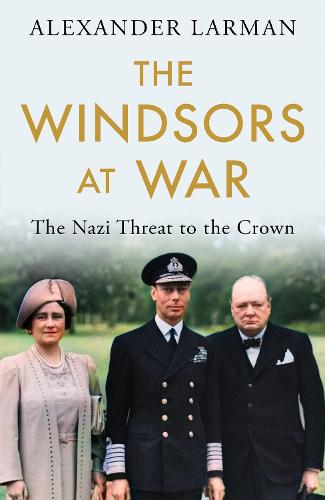 ALEXANDER LARMAN
THE
WINDSORS
AT WAR
The Nazi Threat to the Crown